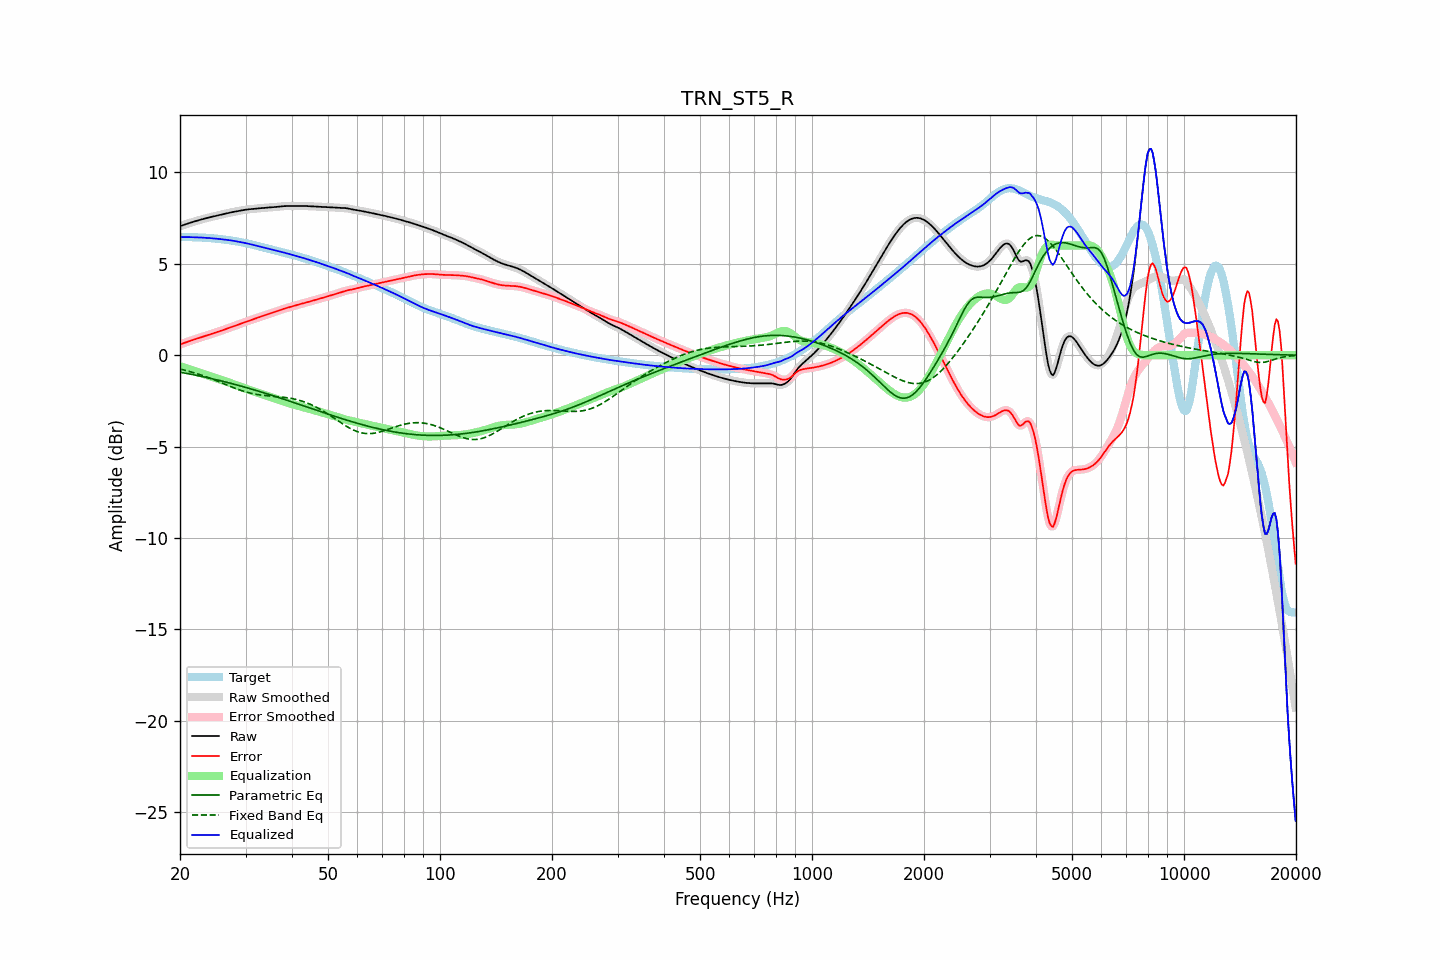 TRN_ST5_R
Amplitude (dBr)
10
5
0
−5
−10
−15
−20
−25
Target
Raw Smoothed
Error Smoothed
Raw
Error
Equalization
Parametric Eq
Fixed Band Eq
Equalized
20 50 100 200 500 1000 2000 5000 10000 20000
Frequency (Hz)